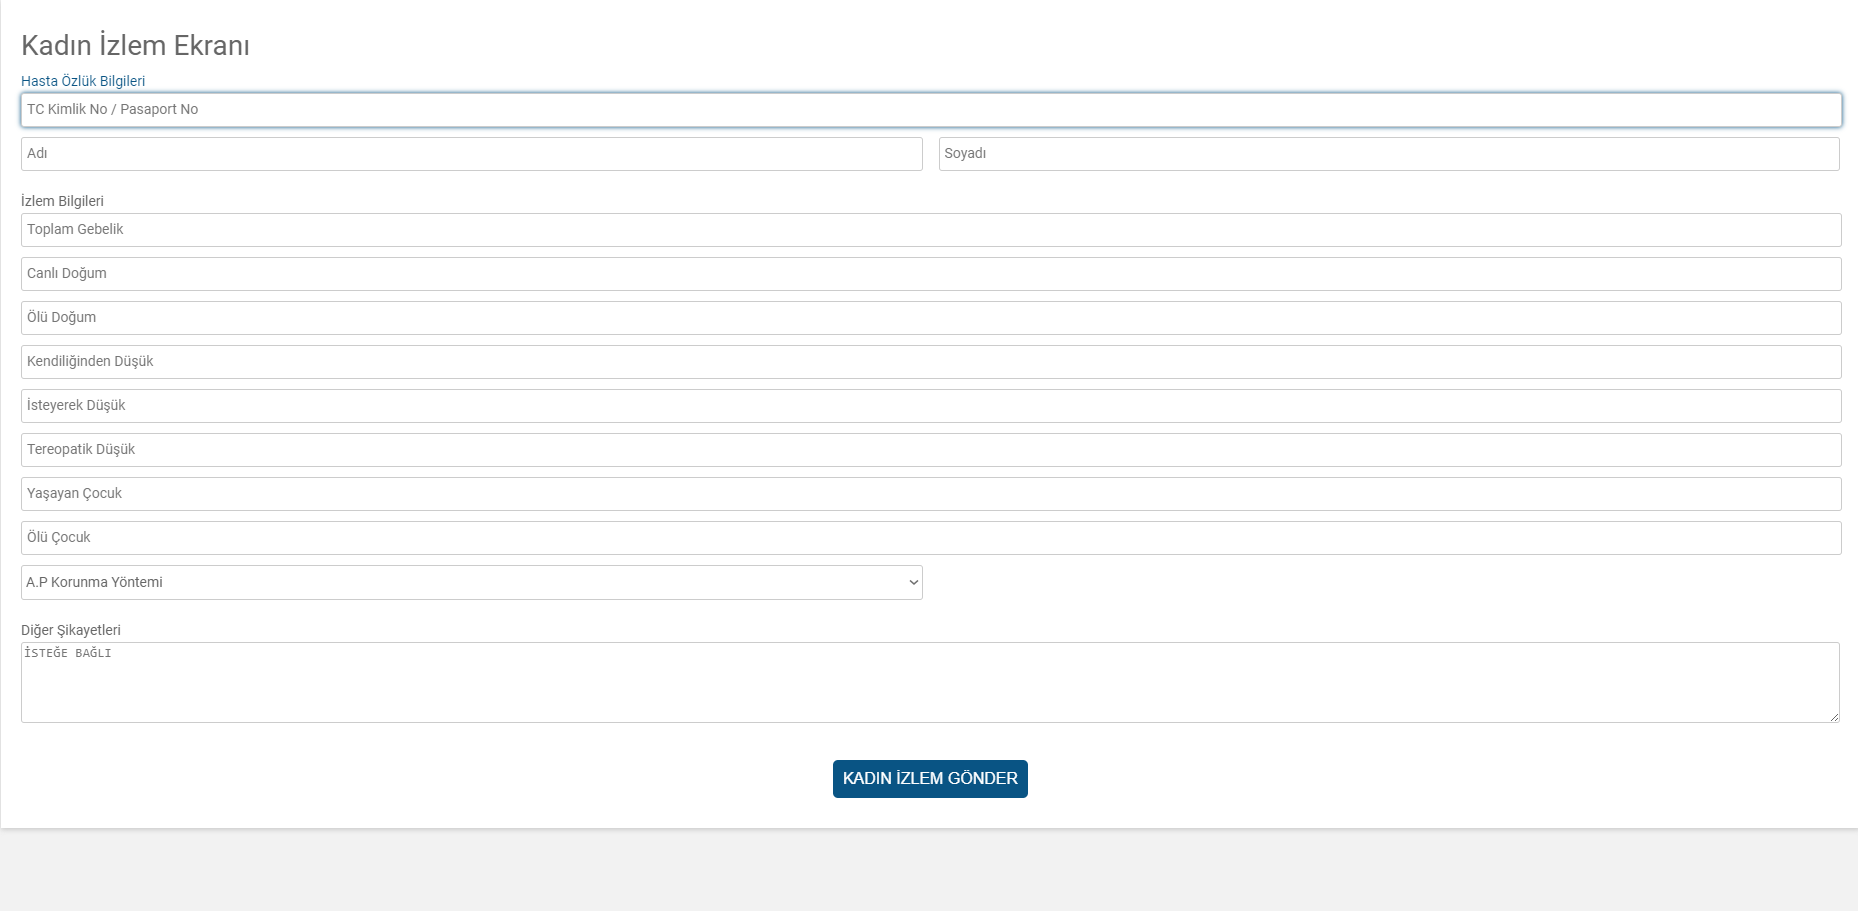 Kadın İzlem Ekranı
Hasta Özlük Bilgileri
TC Kimlik No / Pasaport No
Adı
Soyadı
İzlem Bilgileri
Toplam Gebelik
Canlı Doğum
Ölü Doğum
Kendiliğinden Düşük
İsteyerek Düşük
Tereopatik Düşük
Yaşayan Çocuk
Ölü Çocuk
A.P Korunma Yöntemi
Diğer Şikayetleri
İSTEĞE BAĞLI
KADIN İZLEM GÖNDER